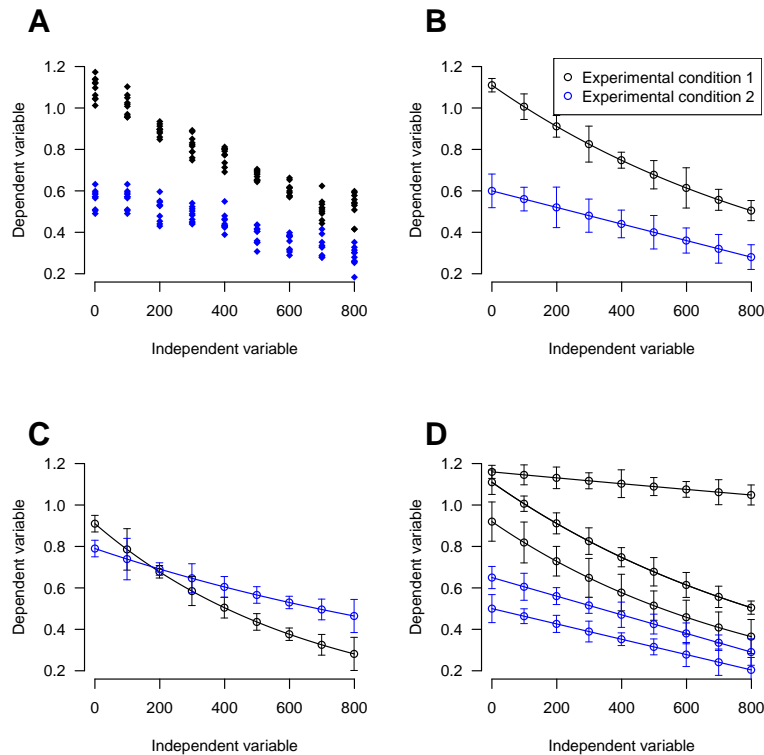 A
1.2
1.0
0.8
0.6
0.4
0.2
Dependent variable
0 200 400 600 800
Independent variable
B
Experimental condition 1
Experimental condition 2
1.2
1.0
0.8
0.6
0.4
0.2
Dependent variable
0 200 400 600 800
Independent variable
C
1.2
1.0
0.8
0.6
0.4
0.2
Dependent variable
0 200 400 600 800
Independent variable
D
1.2
1.0
0.8
0.6
0.4
0.2
Dependent variable
0 200 400 600 800
Independent variable